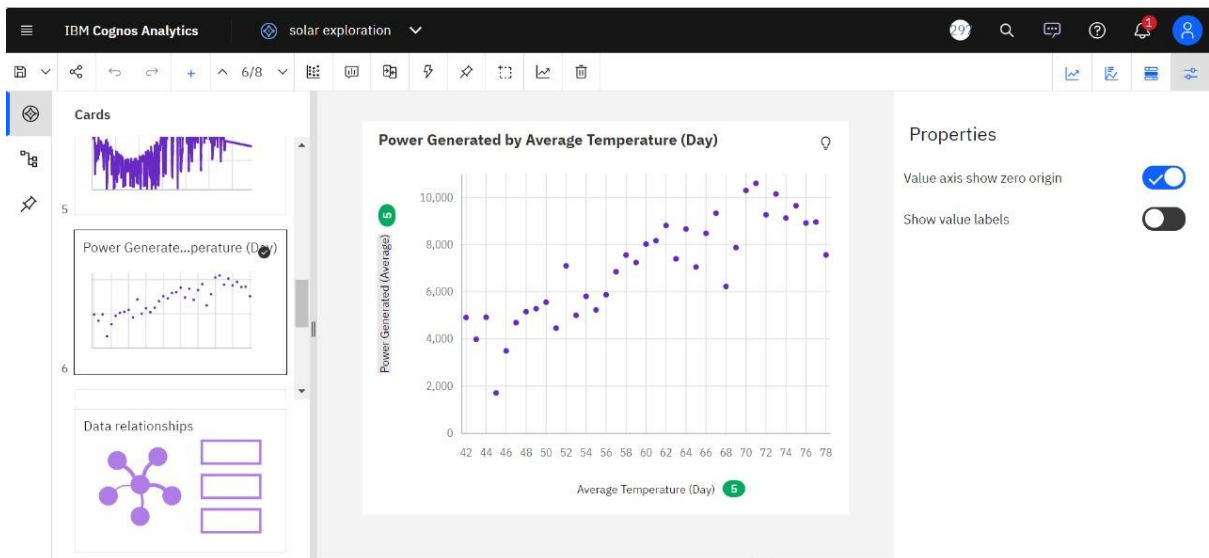 IBM Cognos Analytics
solar exploration
297
1
6/8
Cards
5
Power Generate...perature (Day)
6
Data relationships
Power Generated by Average Temperature (Day)
5
Power Generated (Average)
10,000
8,000
6,000
4,000
2,000
0
42 44 46 48 50 52 54 56 58 60 62 64 66 68 70 72 74 76 78
Average Temperature (Day) 5
Properties
Value axis show zero origin
Show value labels